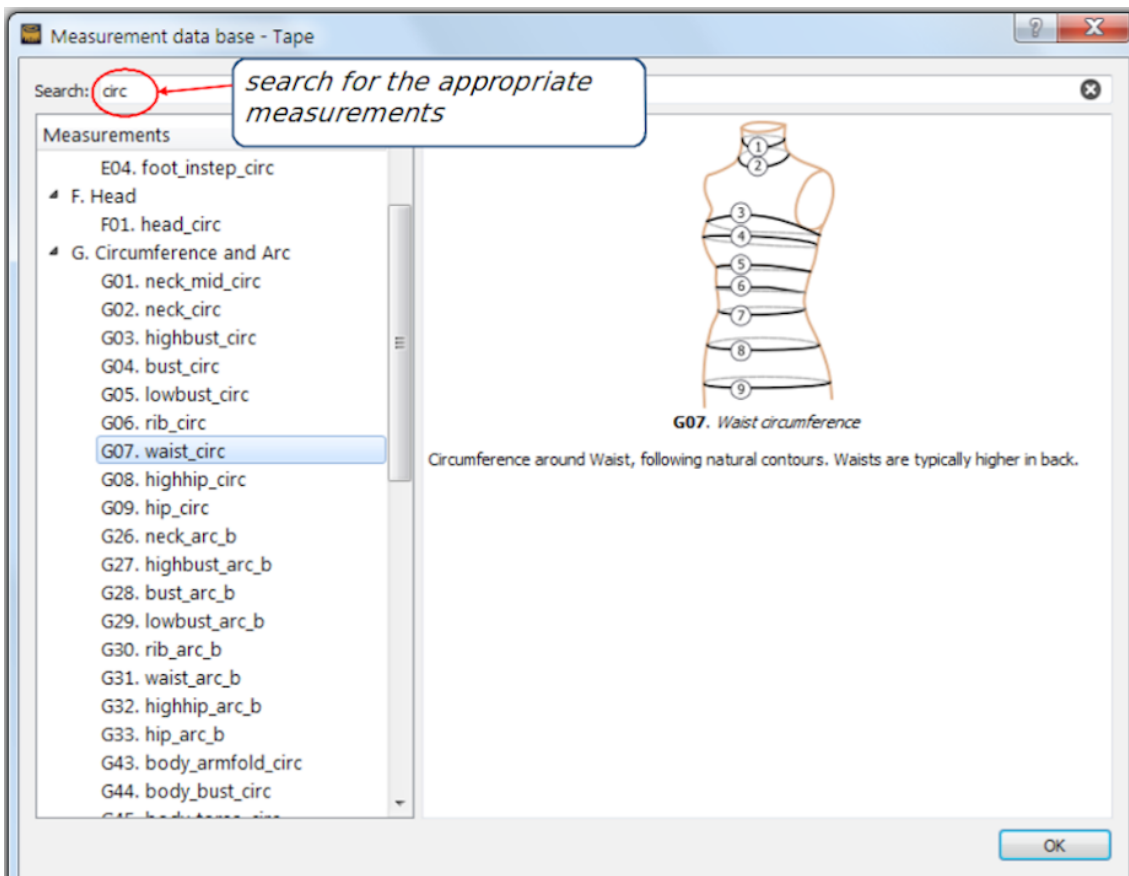 Measurement data base - Tape
Search: circ
search for the appropriate
measurements
Measurements
E04. foot_instep_circ
F. Head
F01. head_circ
G. Circumference and Arc
G01. neck_mid_circ
G02. neck_circ
G03. highbust_circ
G04. bust_circ
G05. lowbust_circ
G06. rib_circ
G07. waist_circ
G08. highhip_circ
G09. hip_circ
G26. neck_arc_b
G27. highbust_arc_b
G28. bust_arc_b
G29. lowbust_arc_b
G30. rib_arc_b
G31. waist_arc_b
G32. highhip_arc_b
G33. hip_arc_b
G43. body_armfold_circ
G44. body_bust_circ
1
2
3
4
5
6
7
8
9
G07. Waist circumference
Circumference around Waist, following natural contours. Waists are typically higher in back.
OK